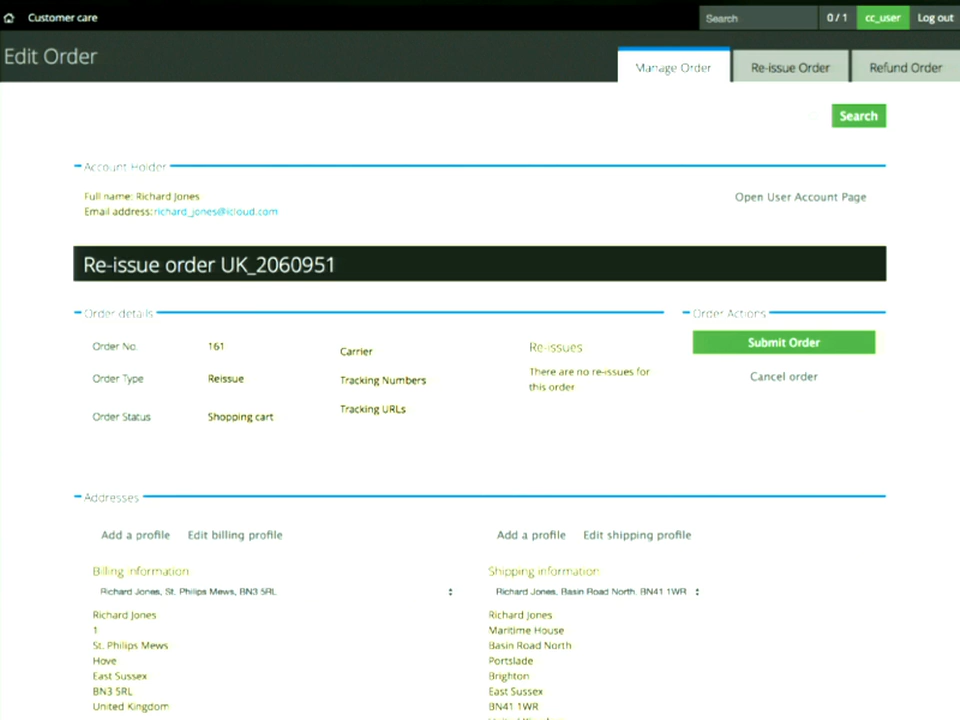 Customer care
Search
0 / 1
cc_user
Log out
Edit Order
Manage Order
Re-issue Order
Refund Order
Search
Account Holder
Full name: Richard Jones
Email address:richard_jones@icloud.com
Open User Account Page
Re-issue order UK_2060951
Order details
Order Actions
Order No. 161
Order Type Reissue
Order Status Shopping cart
Carrier
Tracking Numbers
Tracking URLs
Re-issues
There are no re-issues for
this order
Submit Order
Cancel order
Addresses
Add a profile Edit billing profile
Billing information
Richard Jones, St. Philips Mews, BN3 5RL
Richard Jones
1
St. Philips Mews
Hove
East Sussex
BN3 5RL
United Kingdom
Add a profile Edit shipping profile
Shipping information
Richard Jones, Basin Road North, BN41 1WR
Richard Jones
Maritime House
Basin Road North
Portslade
Brighton
East Sussex
BN41 1WR